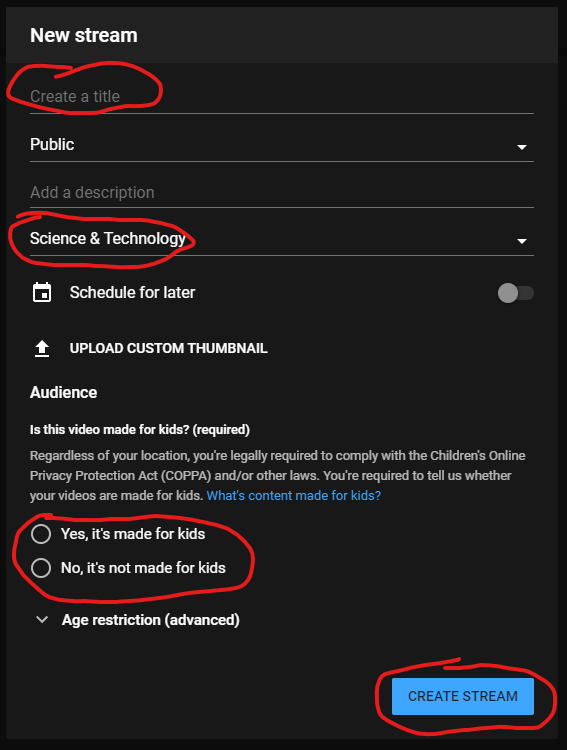 New stream
Create a title
Public
Add a description
Science & Technology
Schedule for later
UPLOAD CUSTOM THUMBNAIL
Audience
Is this video made for kids? (required)
Regardless of your location, you're legally required to comply with the Children's Online
Privacy Protection Act (COPPA) and/or other laws. You're required to tell us whether
your videos are made for kids. What's content made for kids?
Yes, it's made for kids
No, it's not made for kids
Age restriction (advanced)
CREATE STREAM